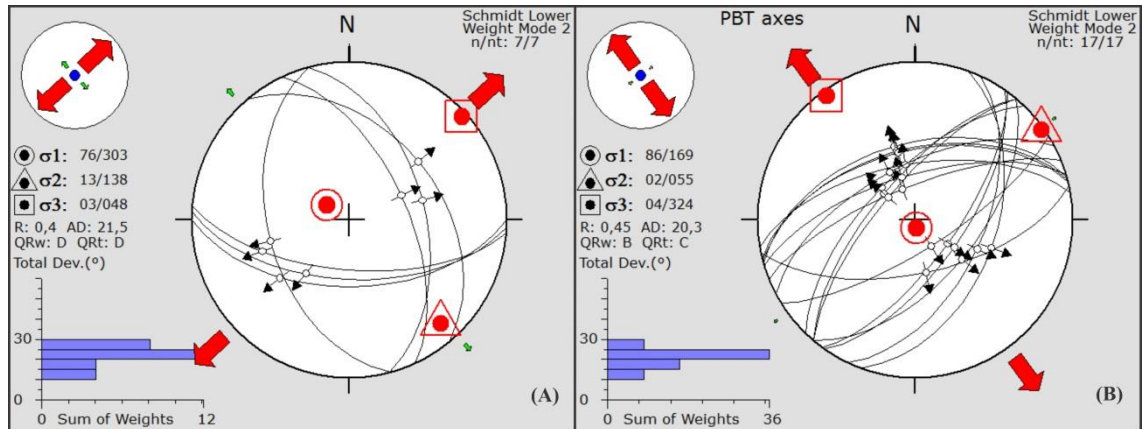 N
Schmidt Lower
Weight Mode 2
n/nt: 7/7
σ1: 76/303
σ2: 13/138
σ3: 03/048
R: 0,4 AD: 21,5
QRw: D QRt: D
Total Dev.(°)
30
0
0 Sum of Weights 12
(A)
PBT axes
N
Schmidt Lower
Weight Mode 2
n/nt: 17/17
σ1: 86/169
σ2: 02/055
σ3: 04/324
R: 0,45 AD: 20,3
QRw: B QRt: C
Total Dev.(°)
30
0
0 Sum of Weights 36
(B)